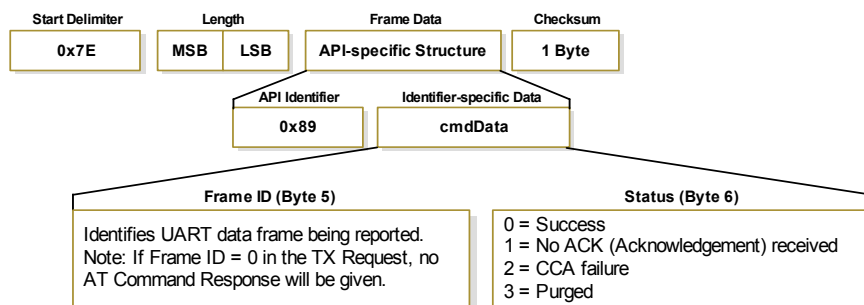 Start Delimiter Length Frame Data Checksum
0x7E MSB LSB API-specific Structure 1 Byte
API Identifier Identifier-specific Data
0x89 cmdData
Frame ID (Byte 5)
Identifies UART data frame being reported.
Note: If Frame ID = 0 in the TX Request, no
AT Command Response will be given.
Status (Byte 6)
0 = Success
1 = No ACK (Acknowledgement) received
2 = CCA failure
3 = Purged